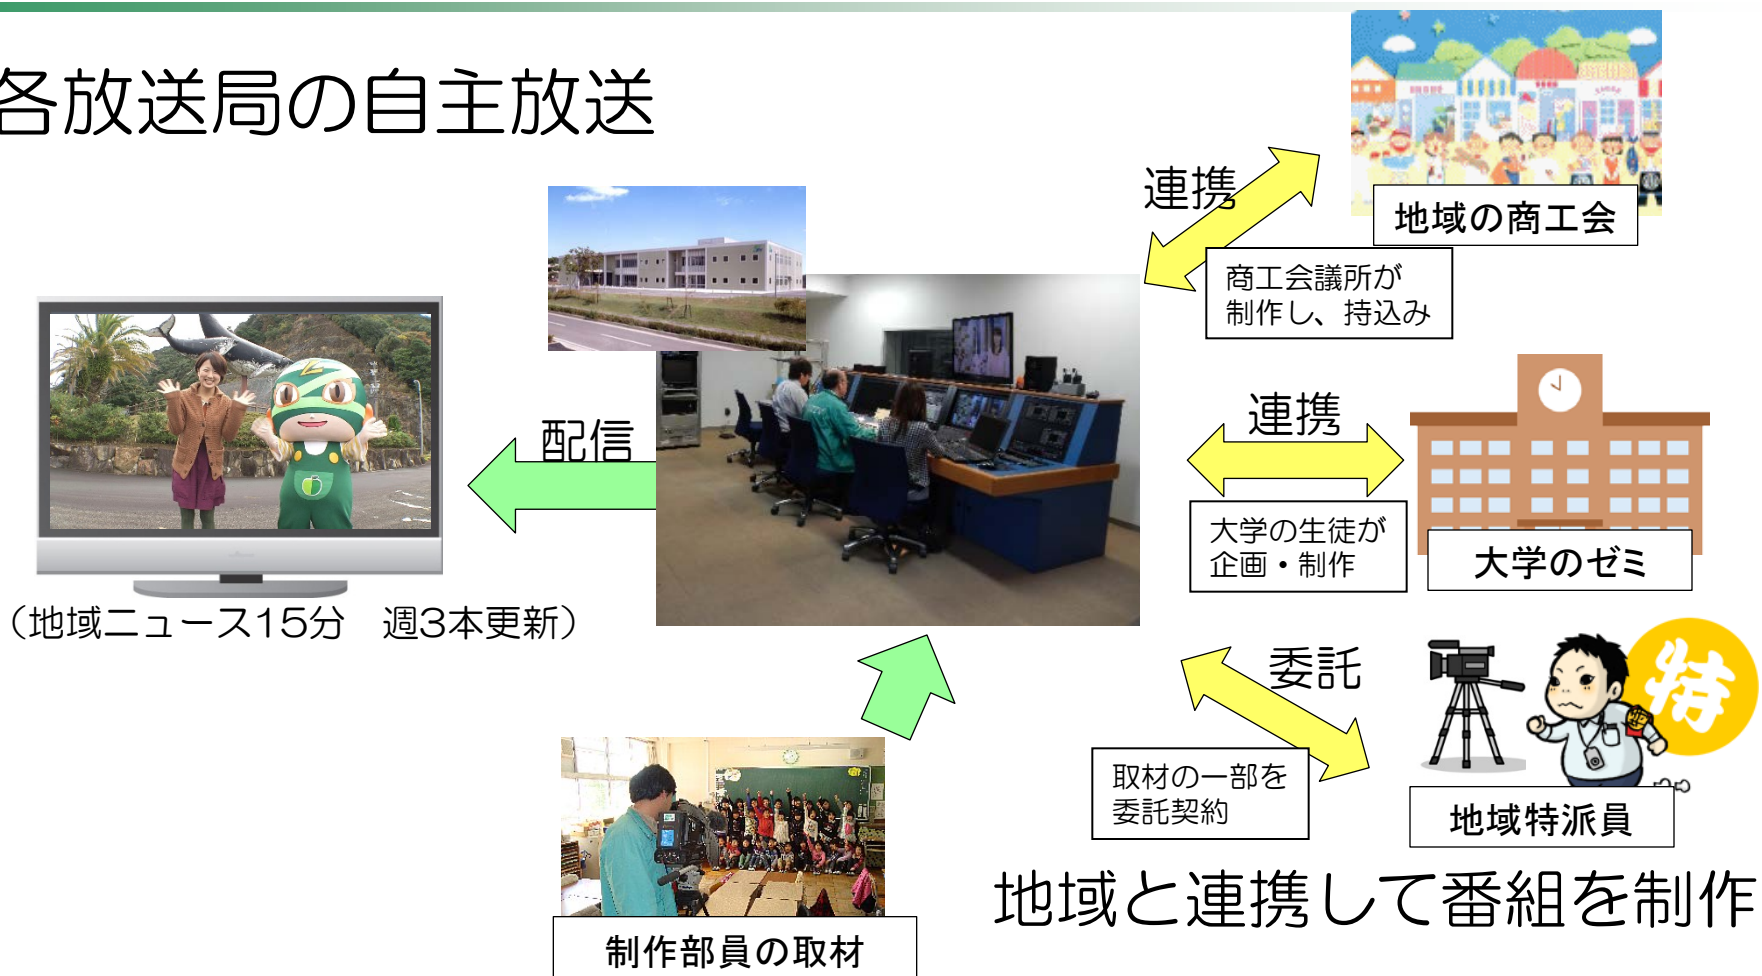 各放送局の自主放送
連携
地域の商工会
商工会議所が
制作し、持込み
配信
連携
大学の生徒が
企画・制作
大学のゼミ
（地域ニュース15分　週3本更新）
委託
特
取材の一部を
委託契約
地域特派員
地域と連携して番組を制作
制作部員の取材